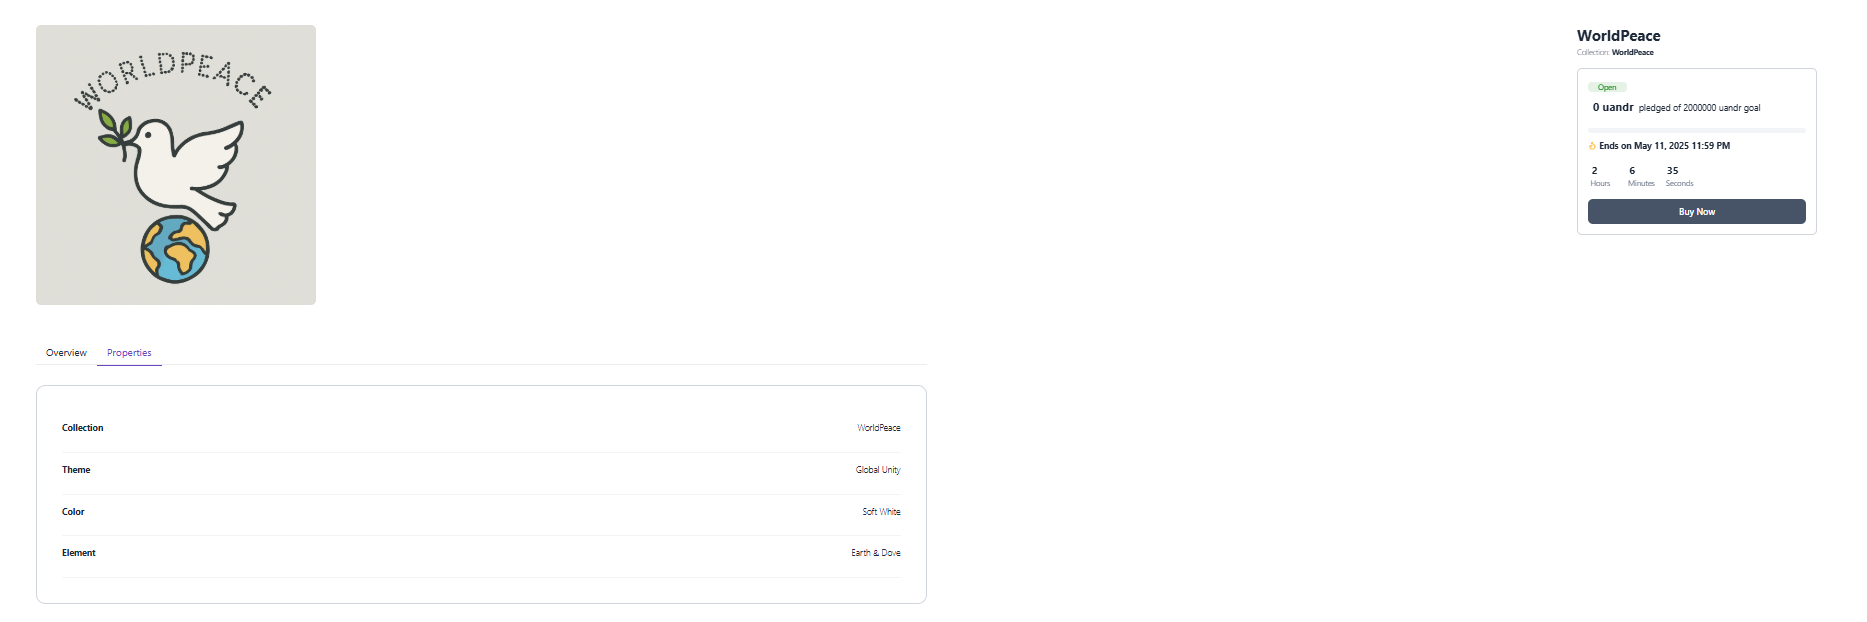 WORLDPEACE
WorldPeace
Collection: WorldPeace
Open
0 uandr pledged of 2000000 uandr goal
Ends on May 11, 2025 11:59 PM
2 6 35
Hours Minutes Seconds
Buy Now
Overview Properties
Collection WorldPeace
Theme Global Unity
Color Soft White
Element Earth & Dove